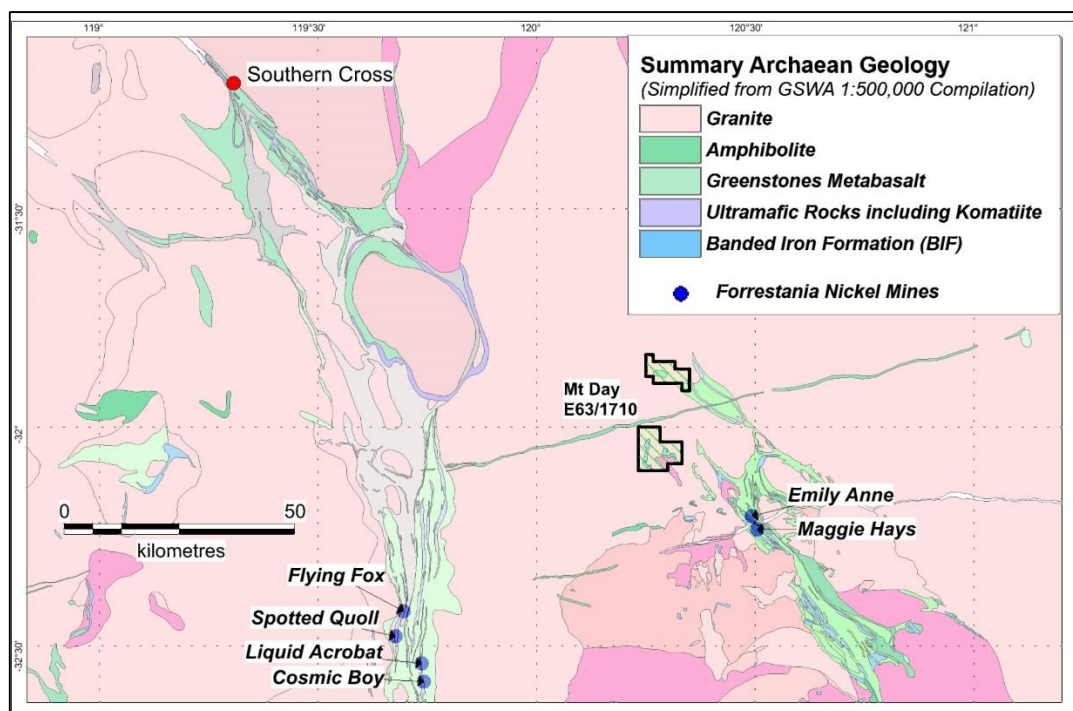 119°
119°30'
120°
120°30'
121°
Southern Cross
Summary Archaean Geology
(Simplified from GSWA 1:500,000 Compilation)
Granite
Amphibolite
Greenstones Metabasalt
Ultramafic Rocks including Komatiite
Banded Iron Formation (BIF)
Forrestania Nickel Mines
-31°30'
Mt Day
E63/1710
-32°
0 50
kilometres
Emily Anne
Maggie Hays
Flying Fox
Spotted Quoll
Liquid Acrobat
Cosmic Boy
-32°30'